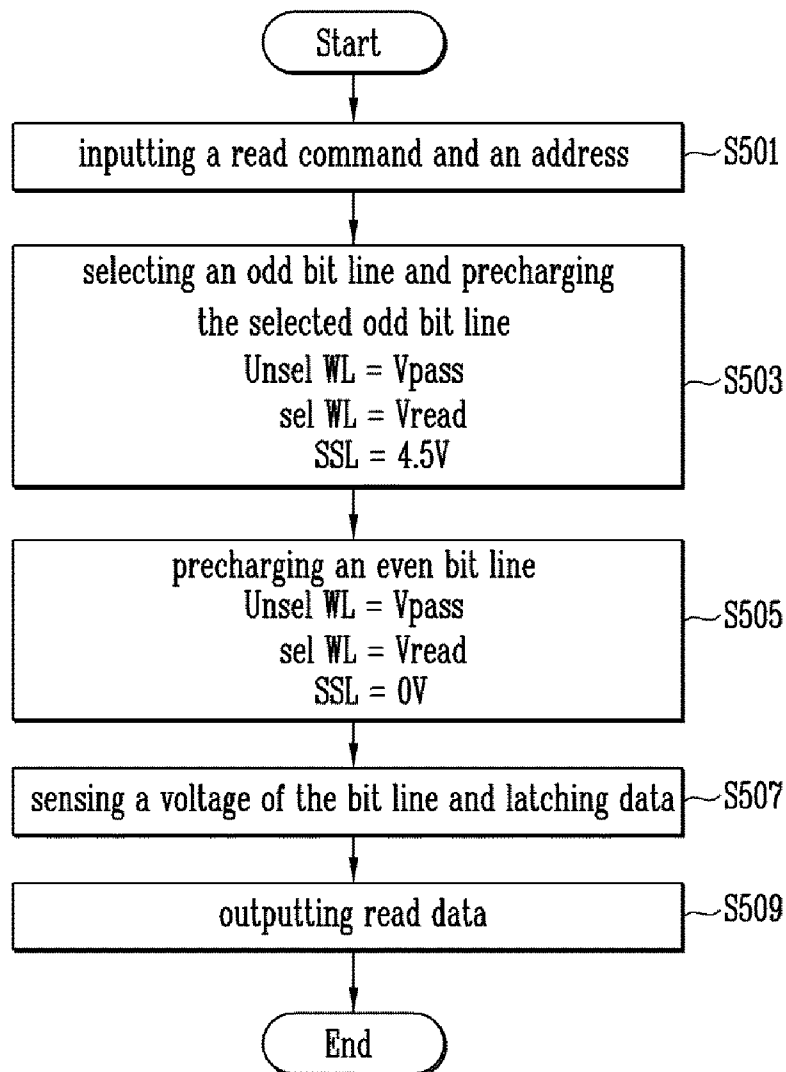 Start
inputting a read command and an address
S501
selecting an odd bit line and precharging
the selected odd bit line
Unsel WL = Vpass
sel WL = Vread
SSL = 4.5V
S503
precharging an even bit line
Unsel WL = Vpass
sel WL = Vread
SSL = 0V
S505
sensing a voltage of the bit line and latching data
S507
outputting read data
S509
End